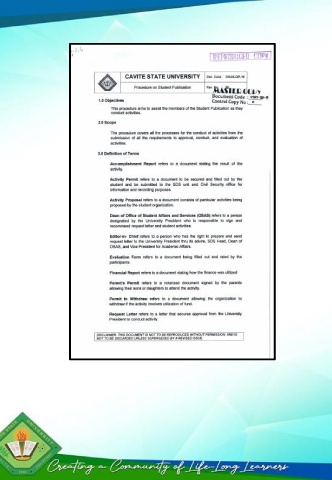 CAVITE STATE UNIVERSITY
Procedure on Student Publication
MASTER COPY
Document Code:
Control Copy No.:
1.0 Objectives
This procedure aims to assist the members of the Student Publication as they
conduct activities.
2.0 Scope
The procedure covers all the processes for the conduct of activities from the
submission of all the requirements to approval, conduct, and evaluation of
activities.
3.0 Definition of Terms
Accomplishment Report refers to a document stating the result of the
activity.
Activity Permit refers to a document to be secured and filled out by the
student and be submitted to the SDS unit and Civil Security office for
information and recording purposes.
Activity Proposal refers to a document consists of particular activities being
proposed by the student organization.
Dean of Office of Student Affairs and Services (OSAS) refers to a person
designated by the University President who is responsible to sign and
recommend request letter and student activities.
Editor-in- Chief refers to a person who has the right to prepare and send
request letter to the University President thru its advise, SDS Head, Dean of
OSAS, and Vice President for Academic Affairs.
Evaluation Form refers to a document being filled out and rated by the
participants.
Financial Report refers to a document stating how the finance was utilized.
Parent's Permit refers to a notarized document signed by the parents
allowing their sons or daughters to attend the activity.
Permit to Withdraw refers to a document allowing the organization to
withdraw if the activity involves utilization of fund.
Request Letter refers to a letter that secures approval from the University
President to conduct activity.
DISCLAIMER: THIS DOCUMENT IS NOT TO BE REPRODUCED WITHOUT PERMISSION, AND IS
NOT TO BE DISCARDED UNLESS SUPERSEDED BY A REVISED ISSUE.
Creating a Community of Life-Long Learners